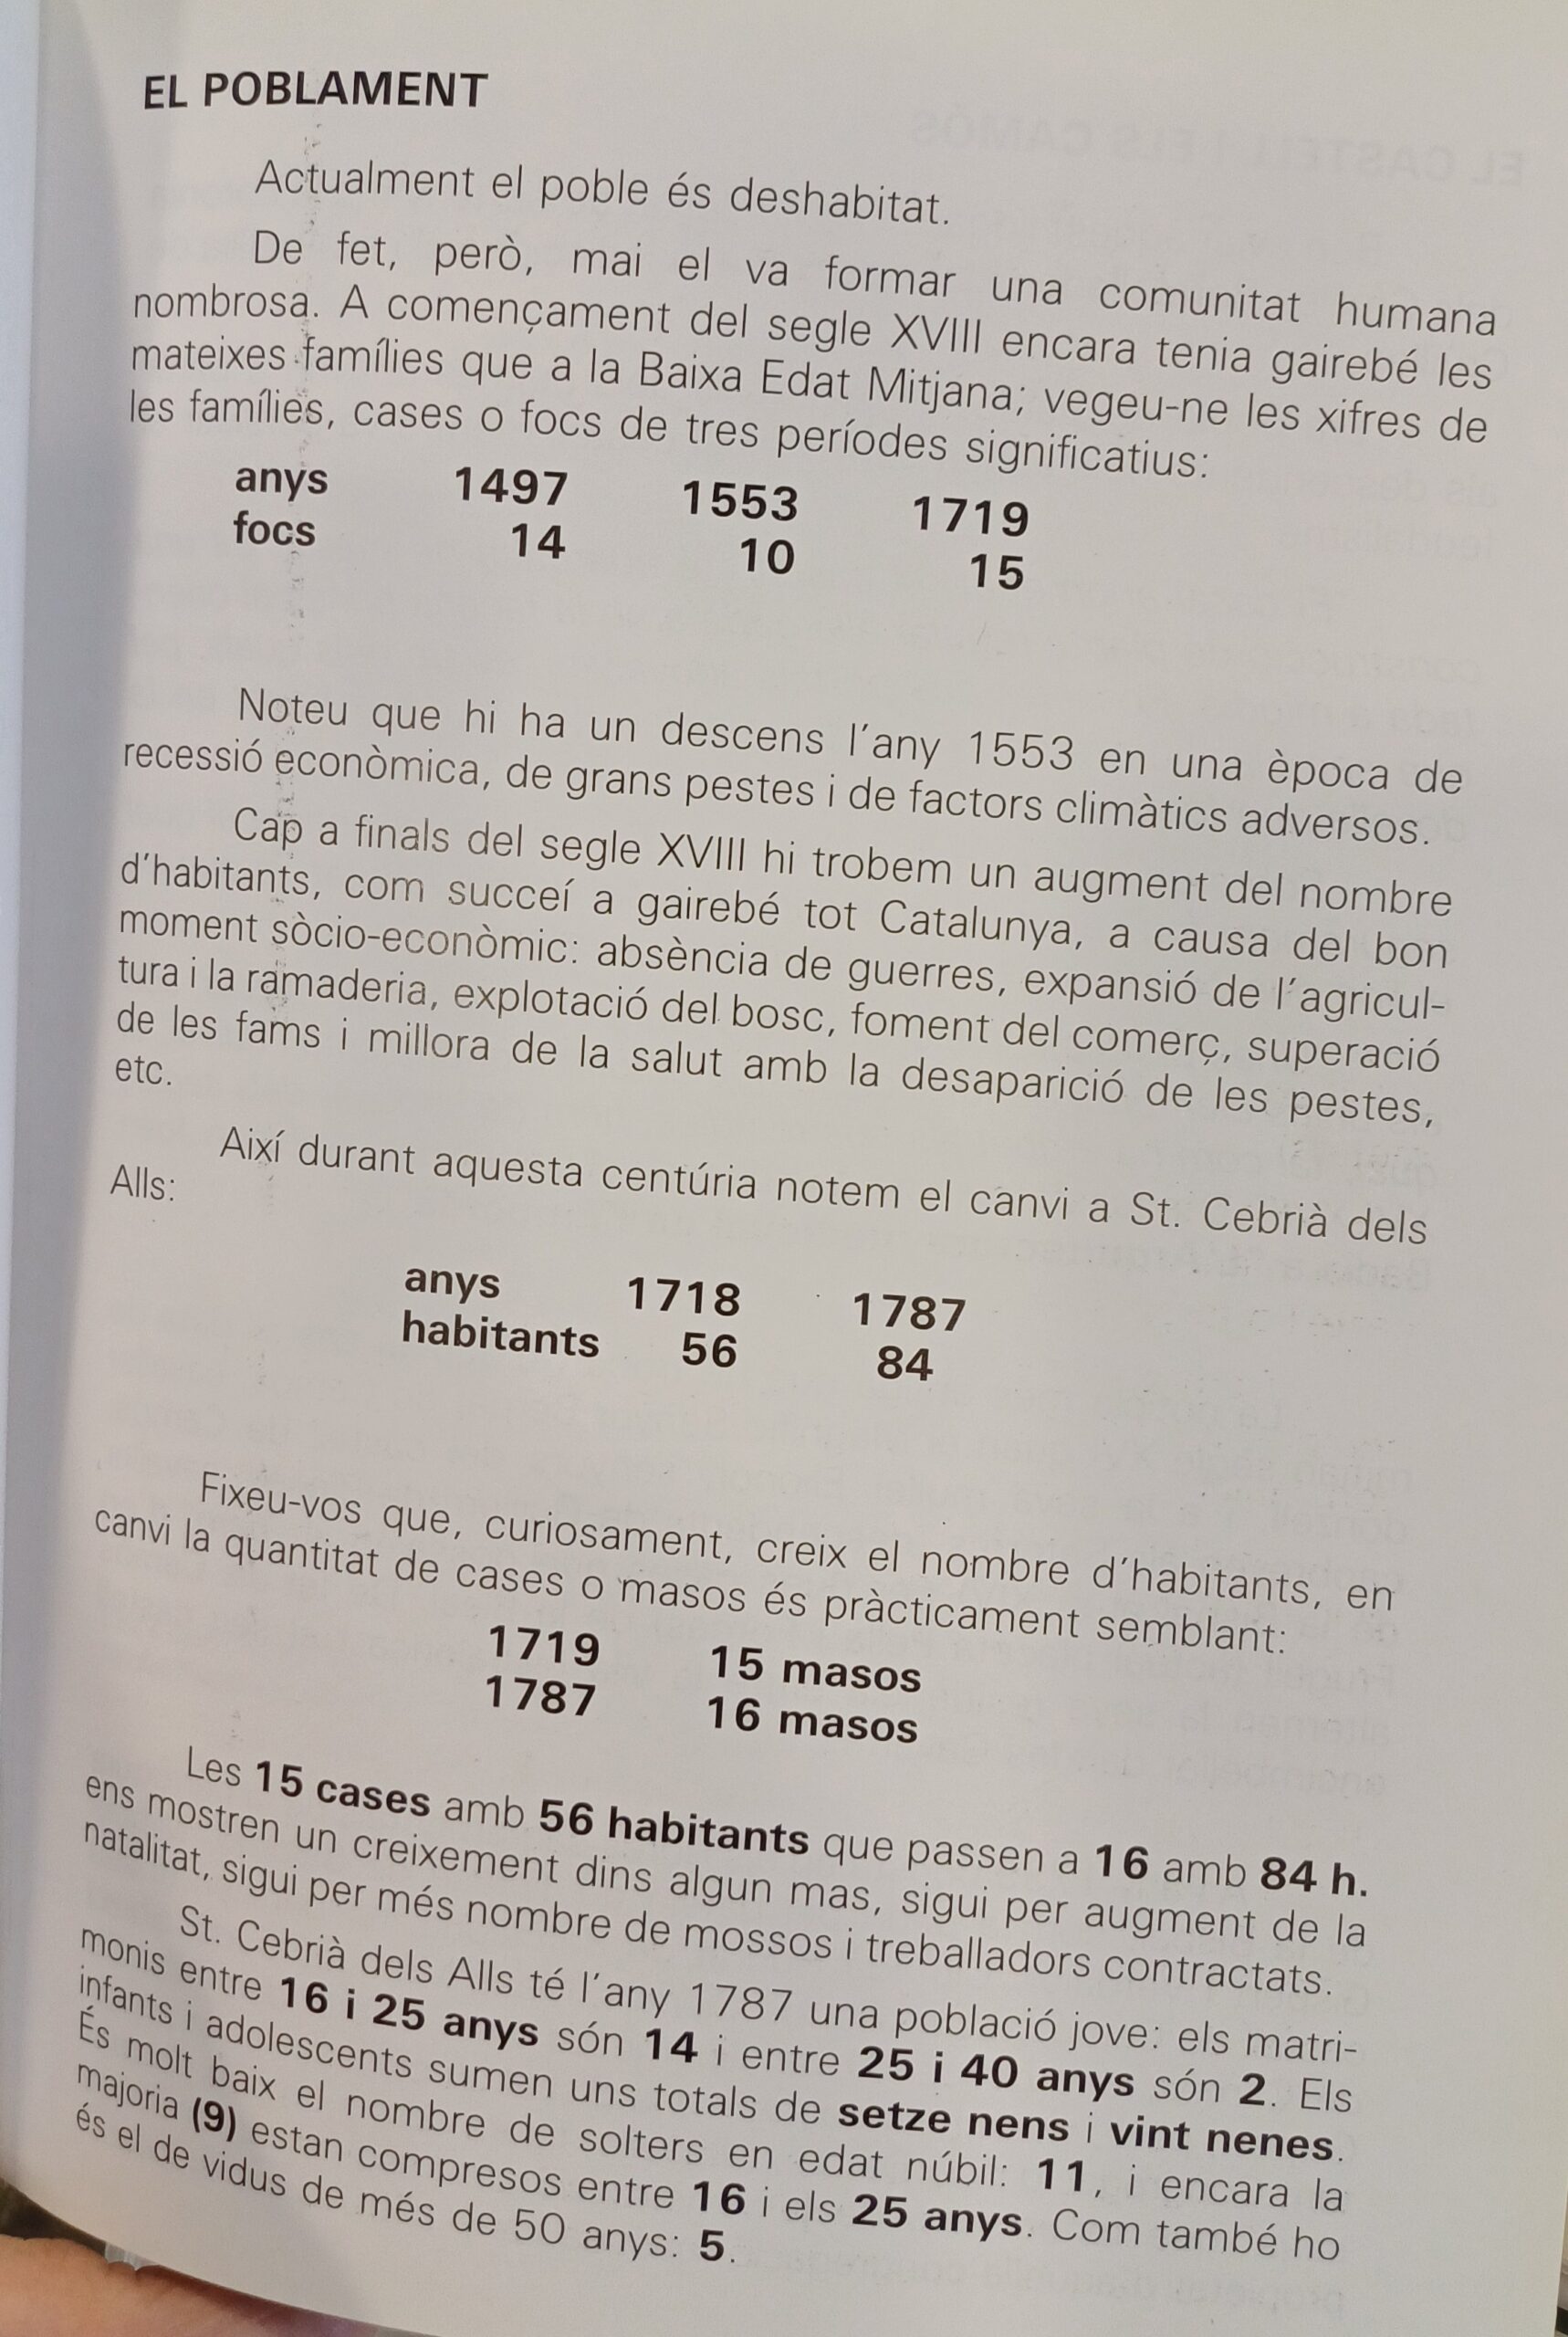 EL POBLAMENT
Actualment el poble és deshabitat.
De fet, però, mai el va formar una comunitat humana
nombrosa. A començament del segle XVIII encara tenia gairebé les
mateixes famílies que a la Baixa Edat Mitjana; vegeu-ne les xifres de
les famílies, cases o focs de tres períodes significatius:
anys 1497 1553 1719
focs 14 10 15
Noteu que hi ha un descens l'any 1553 en una època de
recessió econòmica, de grans pestes i de factors climàtics adversos.
Cap a finals del segle XVIII hi trobem un augment del nombre
d'habitants, com succeí a gairebé tot Catalunya, a causa del bon
moment sòcio-econòmic: absència de guerres, expansió de l'agricul-
tura i la ramaderia, explotació del bosc, foment del comerç, superació
de les fams i millora de la salut amb la desaparició de les pestes,
etc.
Així durant aquesta centúria notem el canvi a St. Cebrià dels
Alls:
anys 1718 1787
habitants 56 84
Fixeu-vos que, curiosament, creix el nombre d'habitants, en
canvi la quantitat de cases o masos és pràcticament semblant:
1719 15 masos
1787 16 masos
Les 15 cases amb 56 habitants que passen a 16 amb 84 h.
ens mostren un creixement dins algun mas, sigui per augment de la
natalitat, sigui per més nombre de mossos i treballadors contractats.
St. Cebrià dels Alls té l'any 1787 una població jove: els matri-
monis entre 16 i 25 anys són 14 i entre 25 i 40 anys són 2. Els
infants i adolescents sumen uns totals de setze nens i vint nenes.
És molt baix el nombre de solters en edat núbil: 11, i encara la
majoria (9) estan compresos entre 16 i els 25 anys. Com també ho
és el de vidus de més de 50 anys: 5.